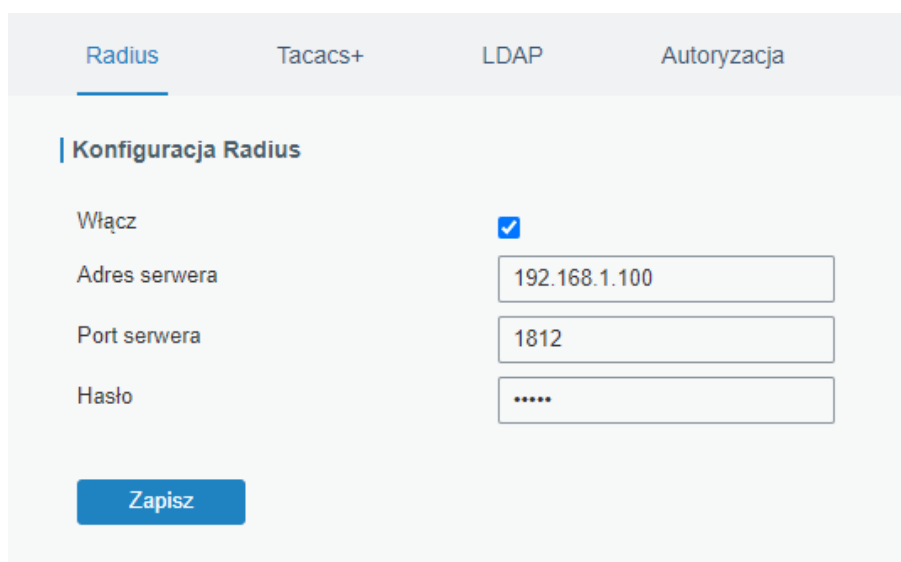 Radius Tacacs+ LDAP Autoryzacja
Konfiguracja Radius
Włącz
Adres serwera 192.168.1.100
Port serwera 1812
Hasło •••••
Zapisz